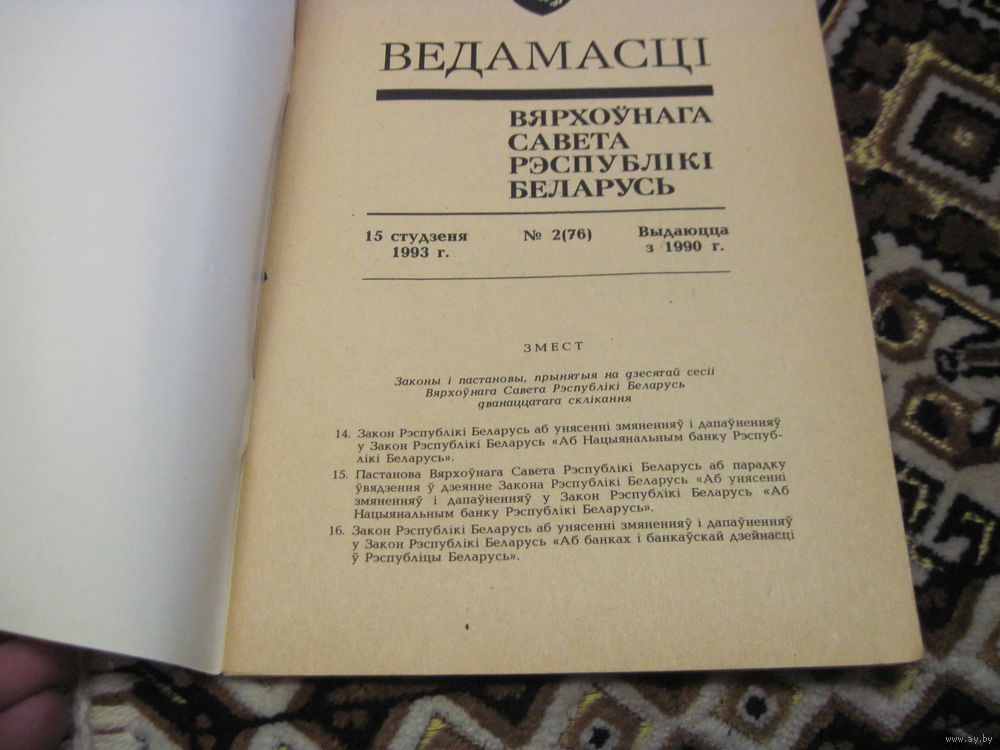 ВЕДАМАСЦІ
ВЯРХОЎНАГА
САВЕТА
РЭСПУБЛІКІ
БЕЛАРУСЬ
15 студзеня
1993 г.
№ 2(76)
Выдаюцца
з 1990 г.
ЗМЕСТ
Законы і пастановы, прынятыя на дзесятай сесіі
Вярхоўнага Савета Рэспублікі Беларусь
дванаццатага склікання
14. Закон Рэспублікі Беларусь аб унясенні змяненняў і дапаўненняў
у Закон Рэспублікі Беларусь «Аб Нацыянальным банку Рэспуб-
лікі Беларусь».
15. Пастанова Вярхоўнага Савета Рэспублікі Беларусь аб парадку
ўвядзення ў дзеянне Закона Рэспублікі Беларусь «Аб унясенні
змяненняў і дапаўненняў у Закон Рэспублікі Беларусь «Аб
Нацыянальным банку Рэспублікі Беларусь».
16. Закон Рэспублікі Беларусь аб унясенні змяненняў і дапаўненняў
у Закон Рэспублікі Беларусь «Аб банках і банкаўскай дзейнасці
ў Рэспубліцы Беларусь».
www.ay.by